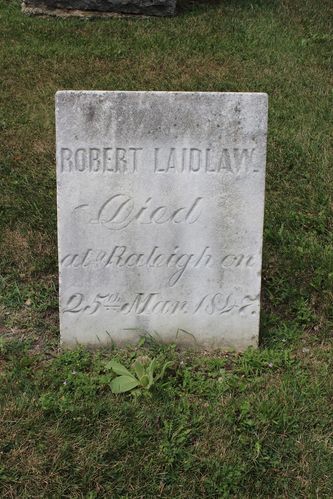 ROBERT LAIDLAW.
Died
at Raleigh on
25th Mar. 1847.